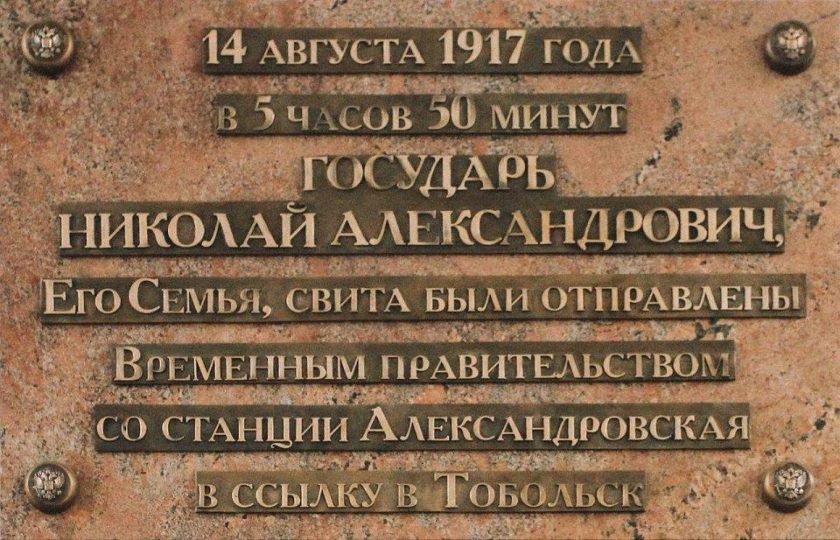 14 АВГУСТА 1917 ГОДА
В 5 ЧАСОВ 50 МИНУТ
ГОСУДАРЬ
НИКОЛАЙ АЛЕКСАНДРОВИЧ,
ЕГО СЕМЬЯ, СВИТА БЫЛИ ОТПРАВЛЕНЫ
ВРЕМЕННЫМ ПРАВИТЕЛЬСТВОМ
СО СТАНЦИИ АЛЕКСАНДРОВСКАЯ
В ССЫЛКУ В ТОБОЛЬСК